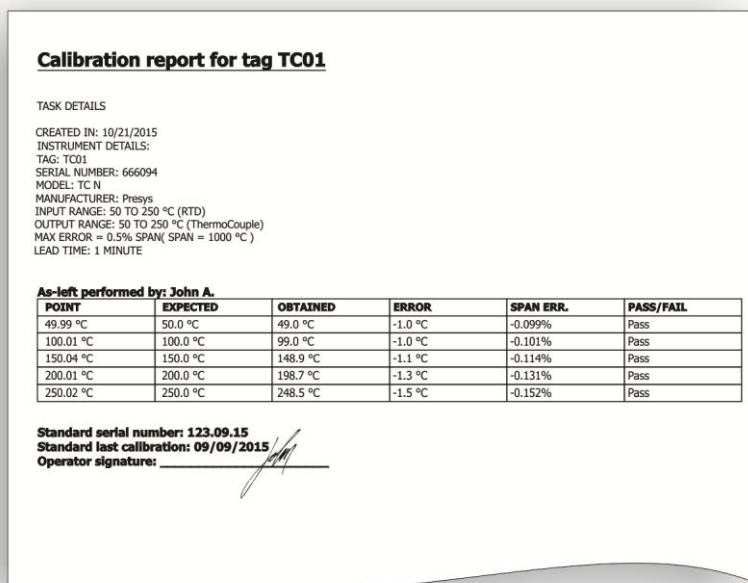 Calibration report for tag TC01
TASK DETAILS
CREATED IN: 10/21/2015
INSTRUMENT DETAILS:
TAG: TC01
SERIAL NUMBER: 666094
MODEL: TC N
MANUFACTURER: Presys
INPUT RANGE: 50 TO 250 °C (RTD)
OUTPUT RANGE: 50 TO 250 °C (ThermoCouple)
MAX ERROR = 0.5% SPAN( SPAN = 1000 °C )
LEAD TIME: 1 MINUTE
As-left performed by: John A.
POINT EXPECTED OBTAINED ERROR SPAN ERR. PASS/FAIL
49.99 °C 50.0 °C 49.0 °C -1.0 °C -0.099% Pass
100.01 °C 100.0 °C 99.0 °C -1.0 °C -0.101% Pass
150.04 °C 150.0 °C 148.9 °C -1.1 °C -0.114% Pass
200.01 °C 200.0 °C 198.7 °C -1.3 °C -0.131% Pass
250.02 °C 250.0 °C 248.5 °C -1.5 °C -0.152% Pass
Standard serial number: 123.09.15
Standard last calibration: 09/09/2015
Operator signature: